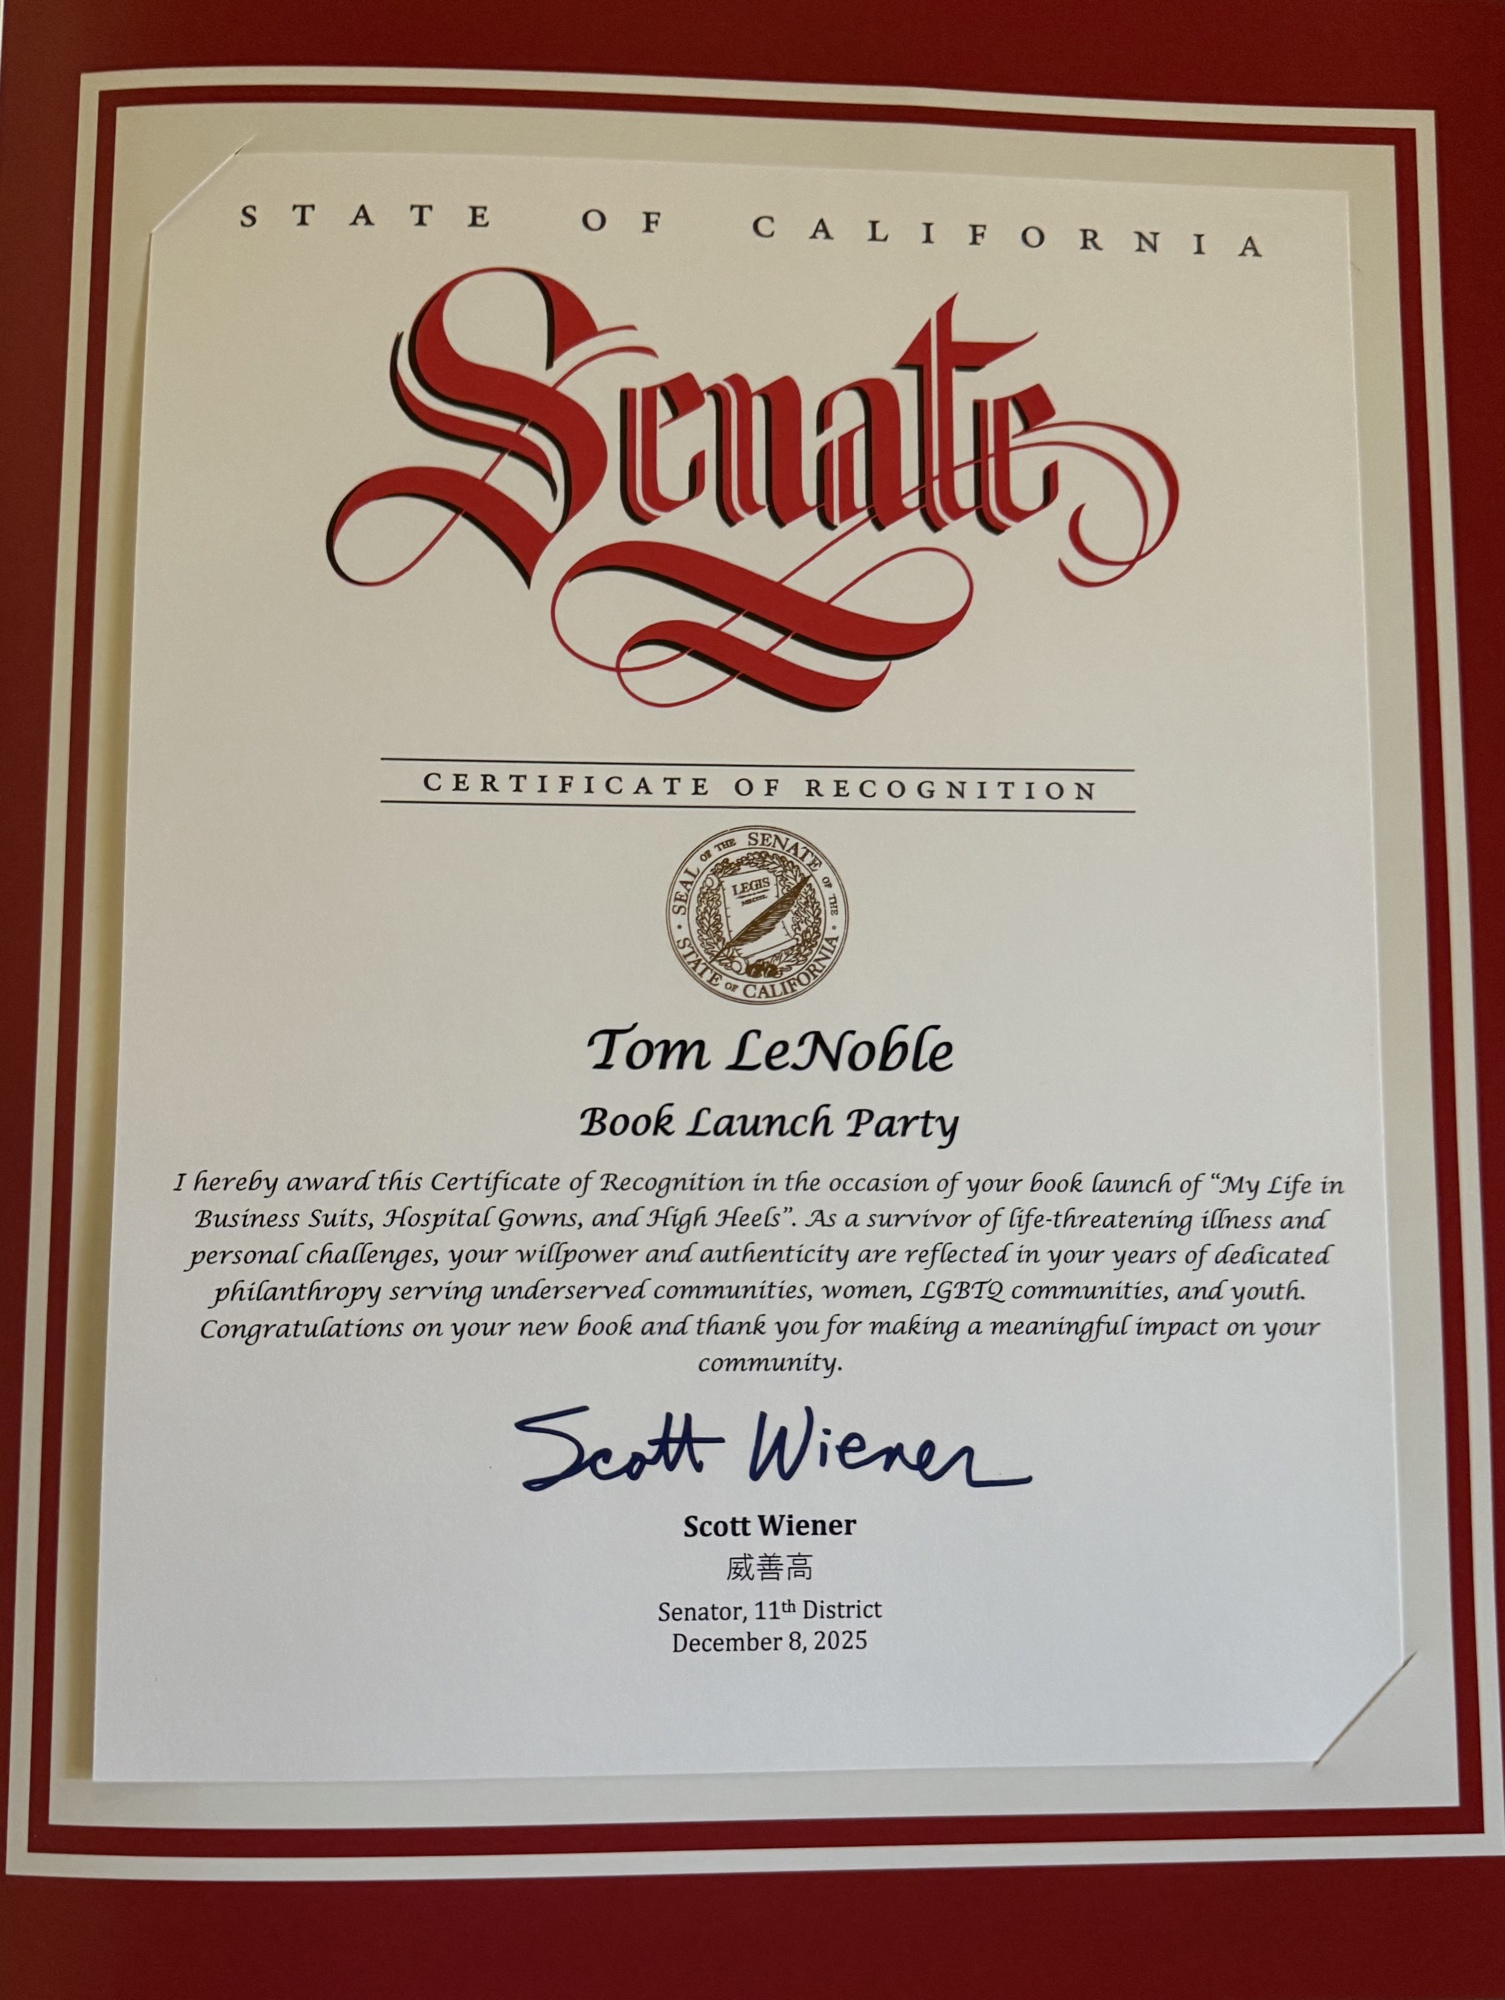 STATE OF CALIFORNIA
Senate
CERTIFICATE OF RECOGNITION
SEAL OF THE SENATE OF THE STATE OF CALIFORNIA
LEGIS
Tom LeNoble
Book Launch Party
I hereby award this Certificate of Recognition in the occasion of your book launch of “My Life in
Business Suits, Hospital Gowns, and High Heels”. As a survivor of life-threatening illness and
personal challenges, your willpower and authenticity are reflected in your years of dedicated
philanthropy serving underserved communities, women, LGBTQ communities, and youth.
Congratulations on your new book and thank you for making a meaningful impact on your
community.
Scott Wiener
Scott Wiener
威善高
Senator, 11th District
December 8, 2025